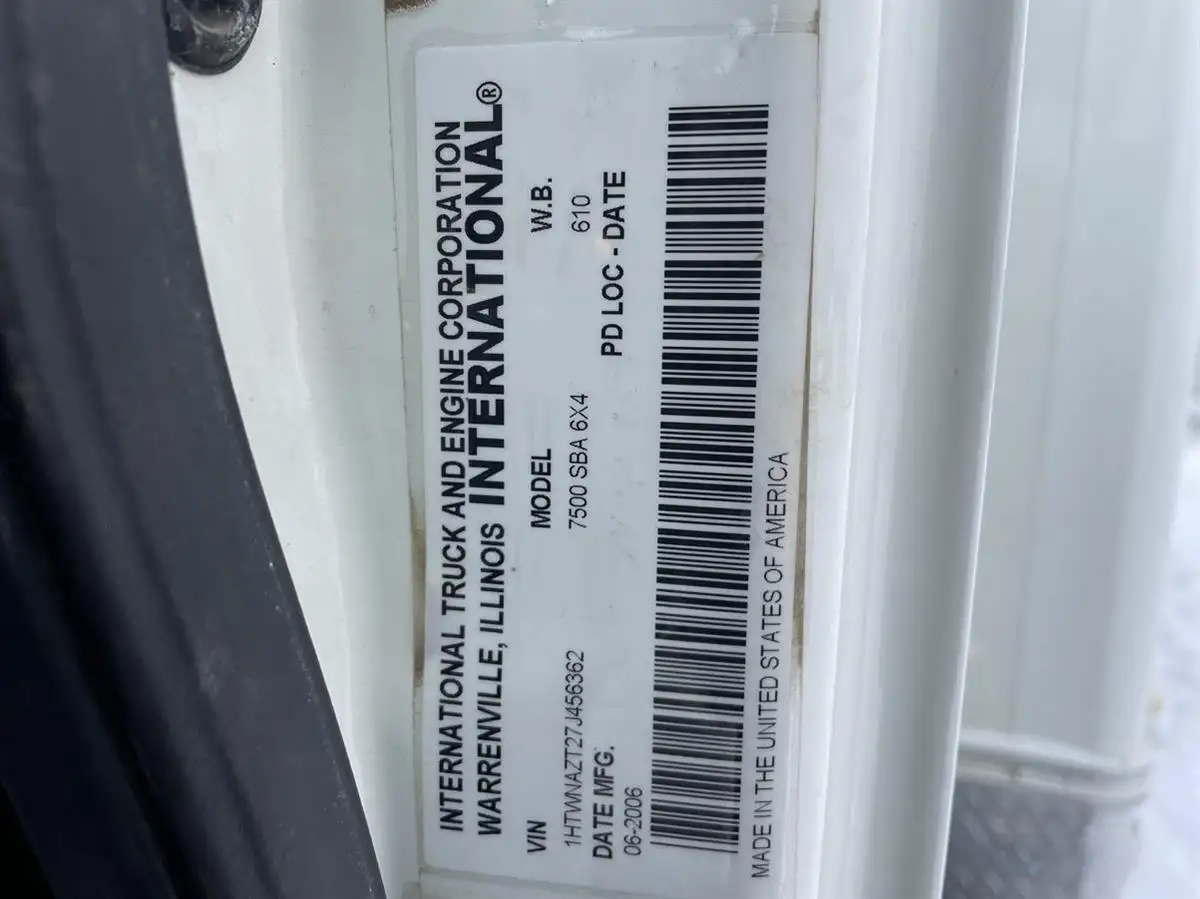 INTERNATIONAL TRUCK AND ENGINE CORPORATION
WARRENVILLE, ILLINOIS INTERNATIONAL®
VIN MODEL W.B.
1HTWNAZT27J456362 7500 SBA 6X4 610
DATE MFG. PD LOC - DATE
06-2006
MADE IN THE UNITED STATES OF AMERICA